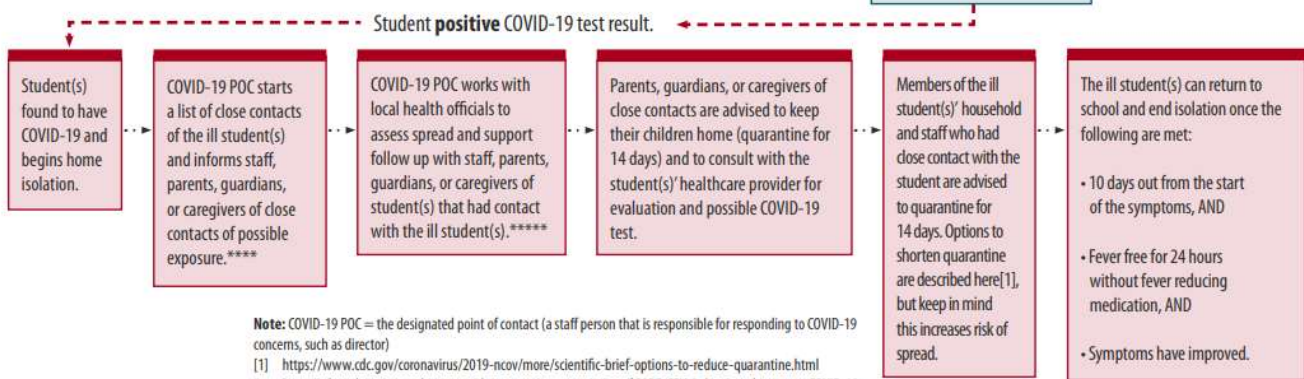 Student positive COVID-19 test result.
Student(s)
found to have
COVID-19 and
begins home
isolation.
COVID-19 POC starts
a list of close contacts
of the ill student(s)
and informs staff,
parents, guardians,
or caregivers of close
contacts of possible
exposure.****
COVID-19 POC works with
local health officials to
assess spread and support
follow up with staff, parents,
guardians, or caregivers of
student(s) that had contact
with the ill student(s).*****
Parents, guardians, or caregivers of
close contacts are advised to keep
their children home (quarantine for
14 days) and to consult with the
student(s)’ healthcare provider for
evaluation and possible COVID-19
test.
Members of the ill
student(s)’ household
and staff who had
close contact with the
student are advised
to quarantine for
14 days. Options to
shorten quarantine
are described here[1],
but keep in mind
this increases risk of
spread.
The ill student(s) can return to
school and end isolation once the
following are met:
• 10 days out from the start
of the symptoms, AND
• Fever free for 24 hours
without fever reducing
medication, AND
• Symptoms have improved.
Note: COVID-19 POC = the designated point of contact (a staff person that is responsible for responding to COVID-19
concerns, such as director)
[1] https://www.cdc.gov/coronavirus/2019-ncov/more/scientific-brief-options-to-reduce-quarantine.html